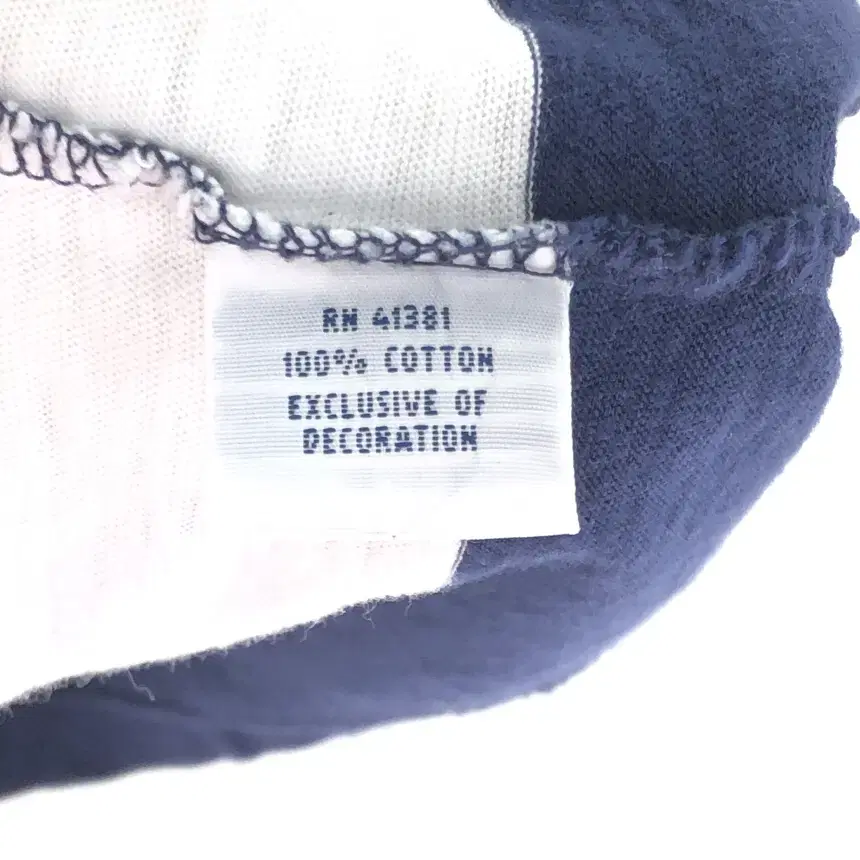 RN 41381
100% COTTON
EXCLUSIVE OF
DECORATION